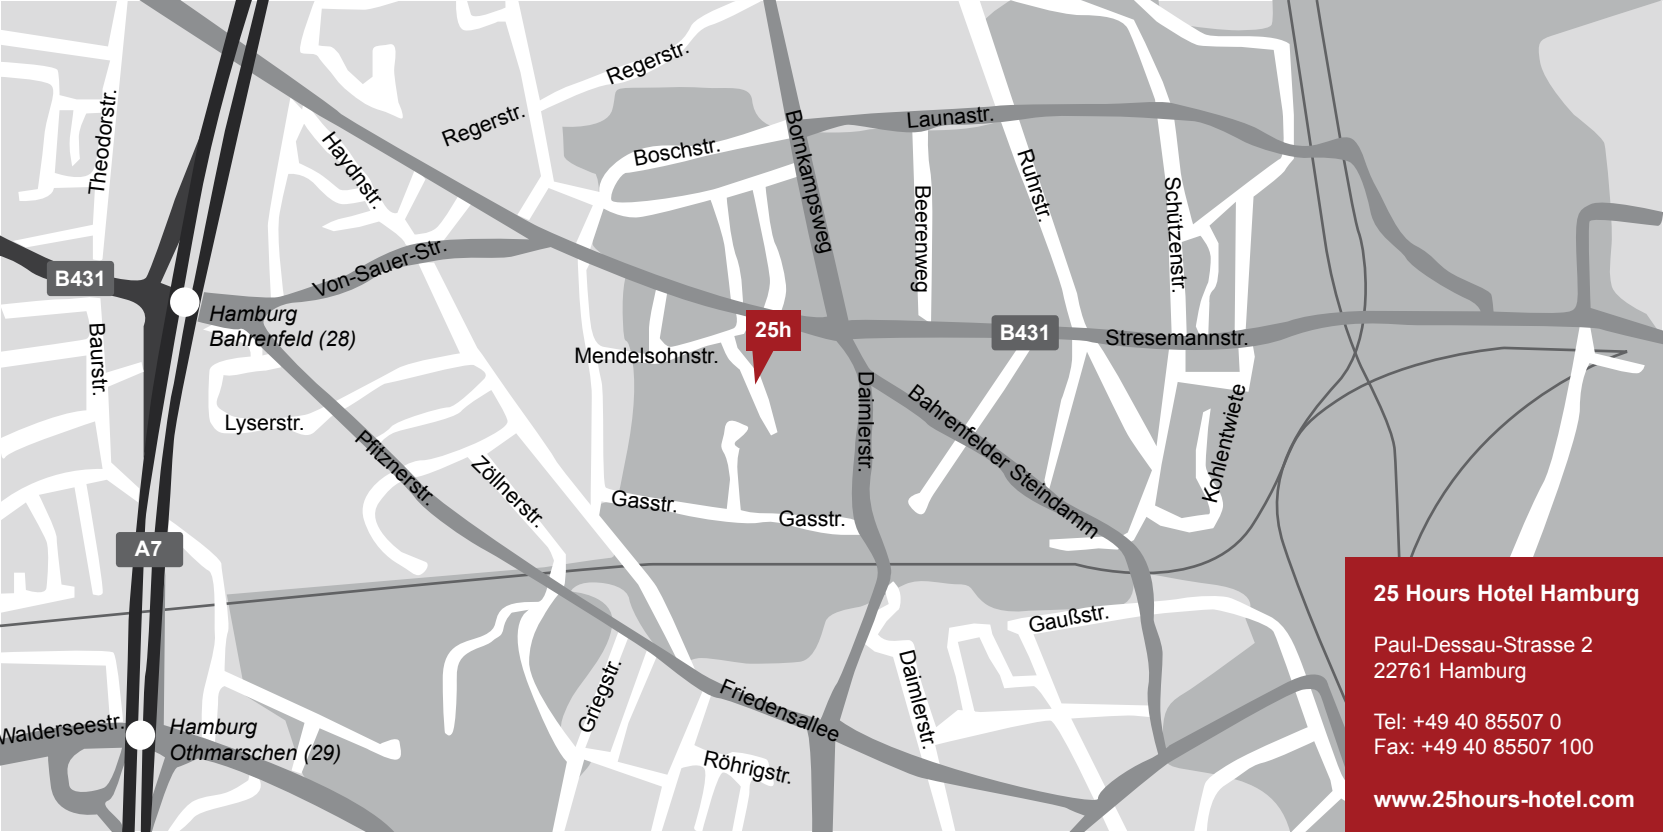 Regerstr.
Regerstr.
Theodorstr.
Haydnstr.
Boschstr.
Bornkampsweg
Launastr.
Ruhrstr.
Beerenweg
Schützenstr.
B431
Von-Sauer-Str.
Hamburg
Bahrenfeld (28)
Baurstr.
25h
B431
Stresemannstr.
Mendelsohnstr.
Lyserstr.
Pfitznerstr.
Zöllnerstr.
Daimlerstr.
Bahrenfelder Steindamm
Kohlentwiete
Gasstr.
Gasstr.
A7
Gaußstr.
Griegstr.
Daimlerstr.
Friedensallee
Röhrigstr.
Walderseestr.
Hamburg
Othmarschen (29)
25 Hours Hotel Hamburg
Paul-Dessau-Strasse 2
22761 Hamburg
Tel: +49 40 85507 0
Fax: +49 40 85507 100
www.25hours-hotel.com